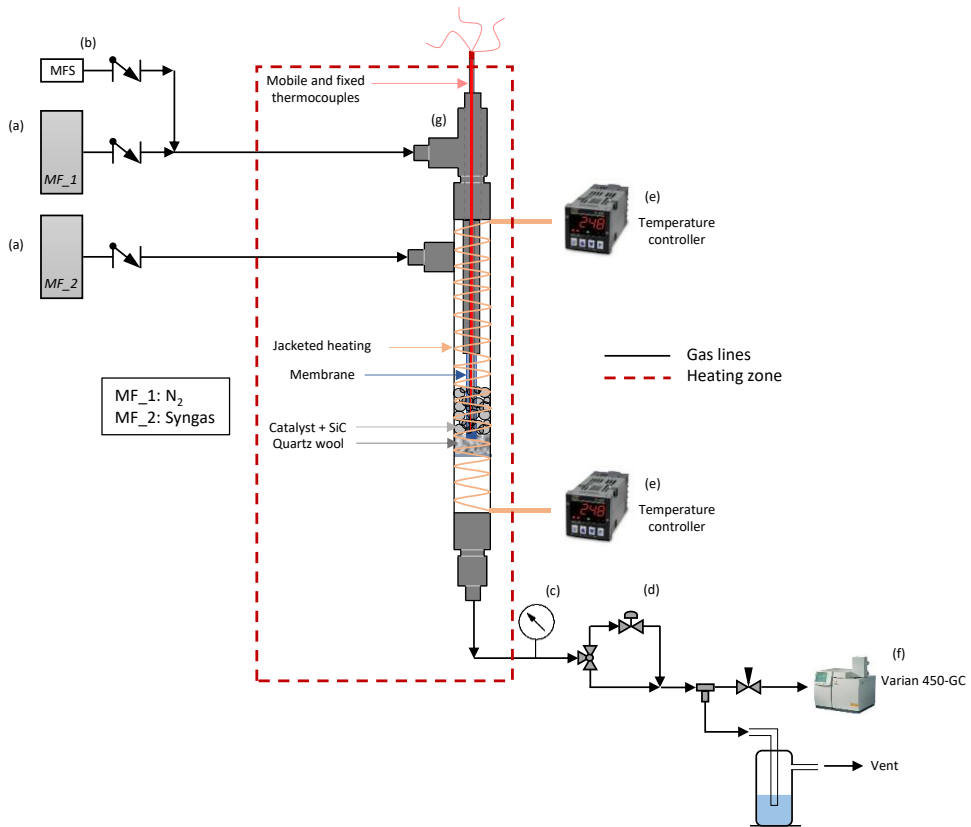 (b)
MFS
(a)
MF_1
(a)
MF_2
Mobile and fixed
thermocouples
(g)
(e)
Temperature
controller
248
Jacketed heating
Membrane
Catalyst + SiC
Quartz wool
Gas lines
Heating zone
MF_1: N₂
MF_2: Syngas
(e)
Temperature
controller
248
(c)
(d)
(f)
Varian 450-GC
Vent